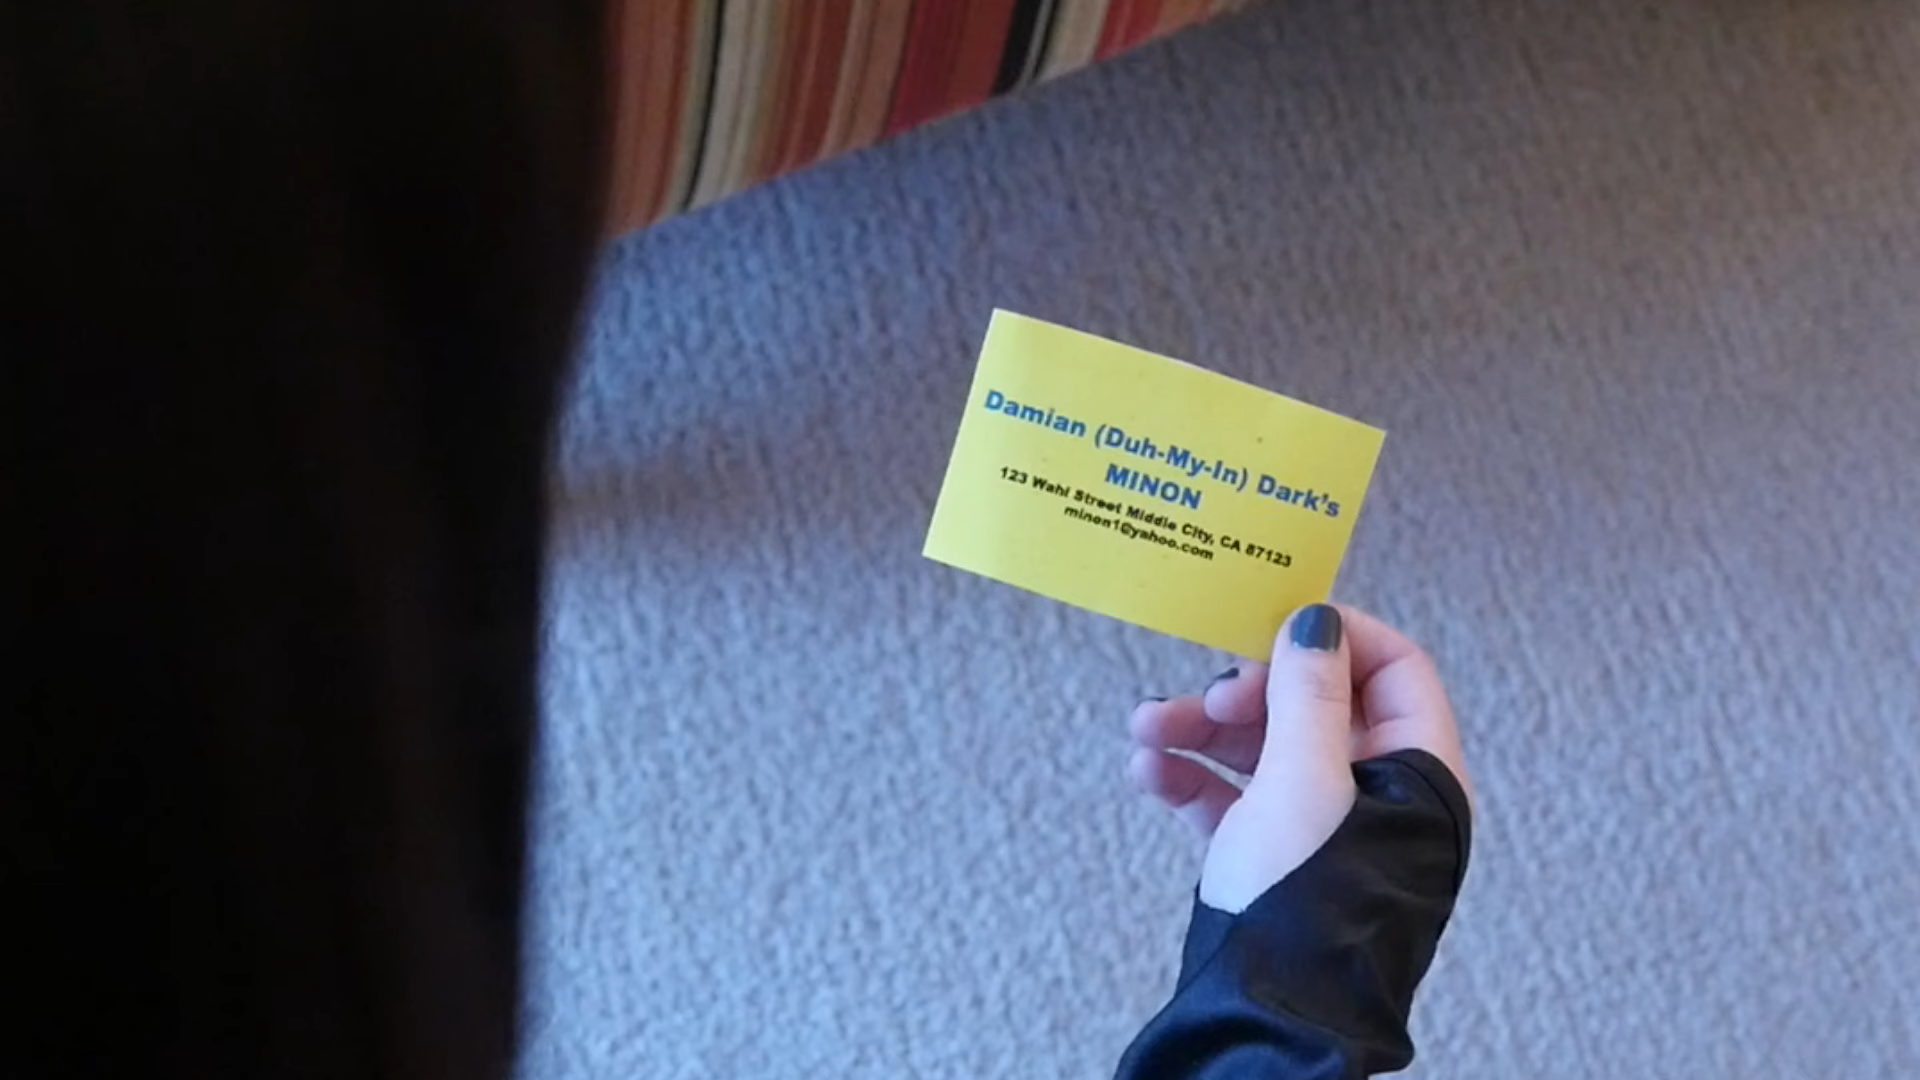 Damian (Duh-My-In) Dark's
MINON
123 Wahl Street Middle City, CA 87123
minon1@yahoo.com